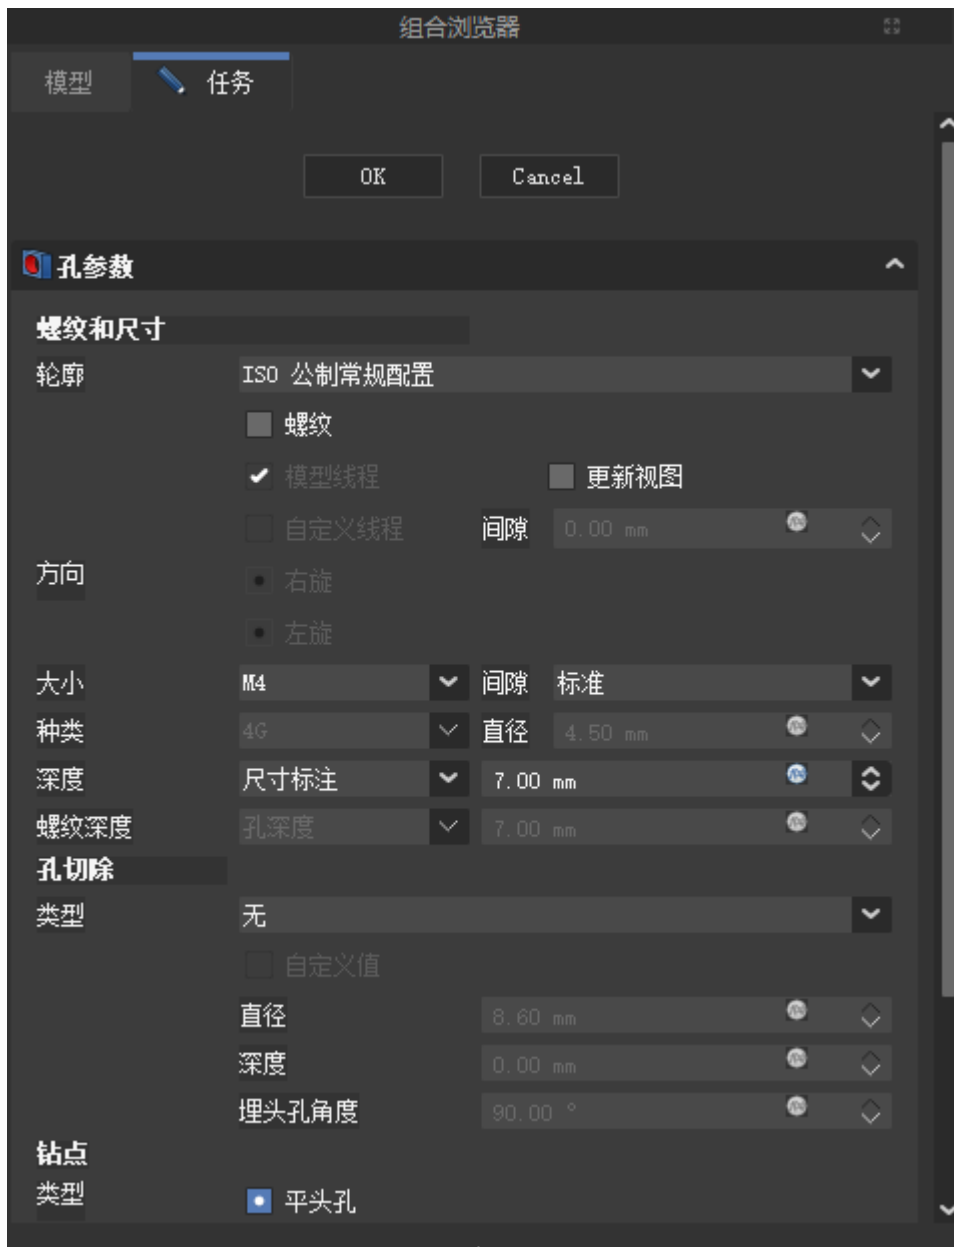 组合浏览器
模型 任务
OK Cancel
孔参数
螺纹和尺寸
轮廓 ISO 公制常规配置
螺纹
模型线程 更新视图
自定义线程 间隙 0.00 mm
方向 右旋
左旋
大小 M4 间隙 标准
种类 4G 直径 4.50 mm
深度 尺寸标注 7.00 mm
螺纹深度 孔深度 7.00 mm
孔切除
类型 无
自定义值
直径 8.60 mm
深度 0.00 mm
埋头孔角度 90.00 °
钻点
类型 平头孔